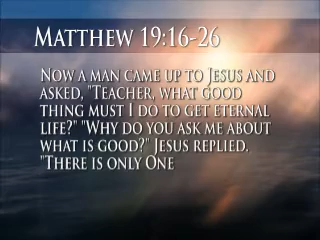 Matthew 19:16-26
Now a man came up to Jesus and
asked, "Teacher, what good
thing must I do to get eternal
life?" "Why do you ask me about
what is good?" Jesus replied.
"There is only One